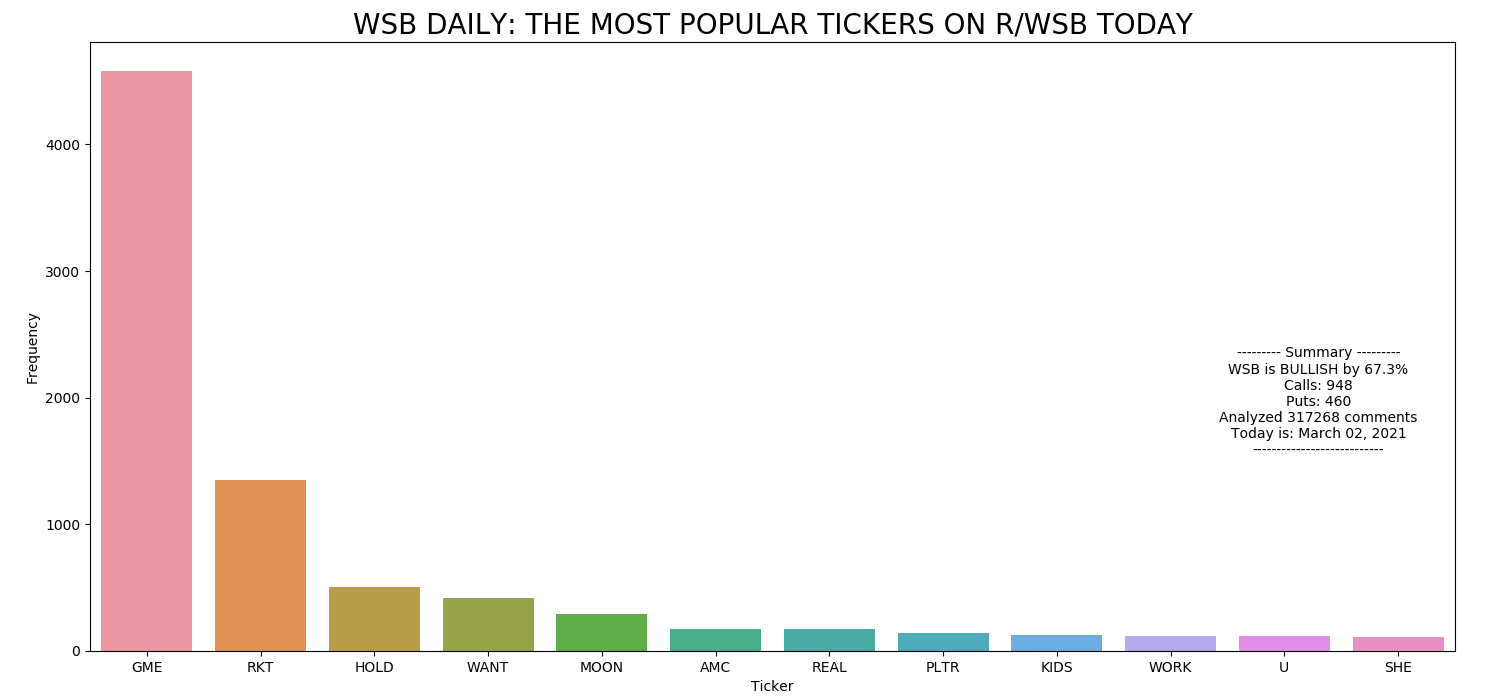 WSB DAILY: THE MOST POPULAR TICKERS ON R/WSB TODAY
Frequency
4000
3000
2000
1000
0
--------- Summary ---------
WSB is BULLISH by 67.3%
Calls: 948
Puts: 460
Analyzed 317268 comments
Today is: March 02, 2021
---------------------------
GME RKT HOLD WANT MOON AMC REAL PLTR KIDS WORK U SHE
Ticker